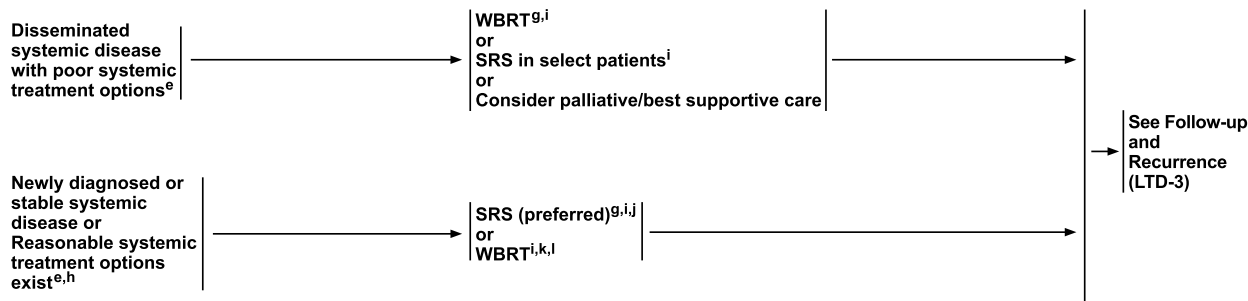 Disseminated
systemic disease
with poor systemic
treatment options^e
WBRT^g,i
or
SRS in select patients^i
or
Consider palliative/best supportive care
Newly diagnosed or
stable systemic
disease or
Reasonable systemic
treatment options
exist^e,h
SRS (preferred)^g,i,j
or
WBRT^i,k,l
See Follow-up
and
Recurrence
(LTD-3)